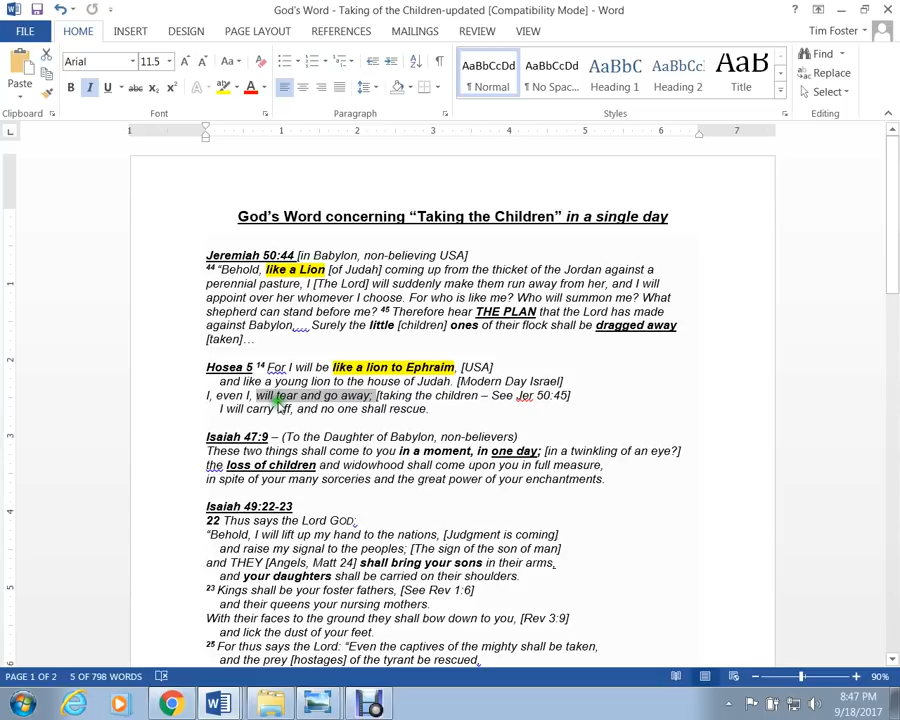 God's Word - Taking of the Children-updated [Compatibility Mode] - Word
FILE HOME INSERT DESIGN PAGE LAYOUT REFERENCES MAILINGS REVIEW VIEW Tim Foster
Paste
Arial 11.5
B I U abc X₂ X²
AaBbCcDd AaBbCcDd AaBbC AaBbCc AaB
¶ Normal ¶ No Spac... Heading 1 Heading 2 Title
Find
Replace
Select
Clipboard Font Paragraph Styles Editing
1 1 2 3 4 5 6 7
God's Word concerning “Taking the Children” in a single day
Jeremiah 50:44 [in Babylon, non-believing USA]
44 “Behold, like a Lion [of Judah] coming up from the thicket of the Jordan against a
perennial pasture, I [The Lord] will suddenly make them run away from her, and I will
appoint over her whomever I choose. For who is like me? Who will summon me? What
shepherd can stand before me? 45 Therefore hear THE PLAN that the Lord has made
against Babylon,... Surely the little [children] ones of their flock shall be dragged away
[taken]…
Hosea 5 14 For I will be like a lion to Ephraim, [USA]
and like a young lion to the house of Judah. [Modern Day Israel]
I, even I, will tear and go away; [taking the children – See Jer 50:45]
I will carry off, and no one shall rescue.
Isaiah 47:9 – (To the Daughter of Babylon, non-believers)
These two things shall come to you in a moment, in one day; [in a twinkling of an eye?]
the loss of children and widowhood shall come upon you in full measure,
in spite of your many sorceries and the great power of your enchantments.
Isaiah 49:22-23
22 Thus says the Lord GOD:
“Behold, I will lift up my hand to the nations, [Judgment is coming]
and raise my signal to the peoples; [The sign of the son of man]
and THEY [Angels, Matt 24] shall bring your sons in their arms,
and your daughters shall be carried on their shoulders.
23 Kings shall be your foster fathers, [See Rev 1:6]
and their queens your nursing mothers.
With their faces to the ground they shall bow down to you, [Rev 3:9]
and lick the dust of your feet.
25 For thus says the Lord: “Even the captives of the mighty shall be taken,
and the prey [hostages] of the tyrant be rescued,
PAGE 1 OF 2 5 OF 798 WORDS 90%
8:47 PM
9/18/2017